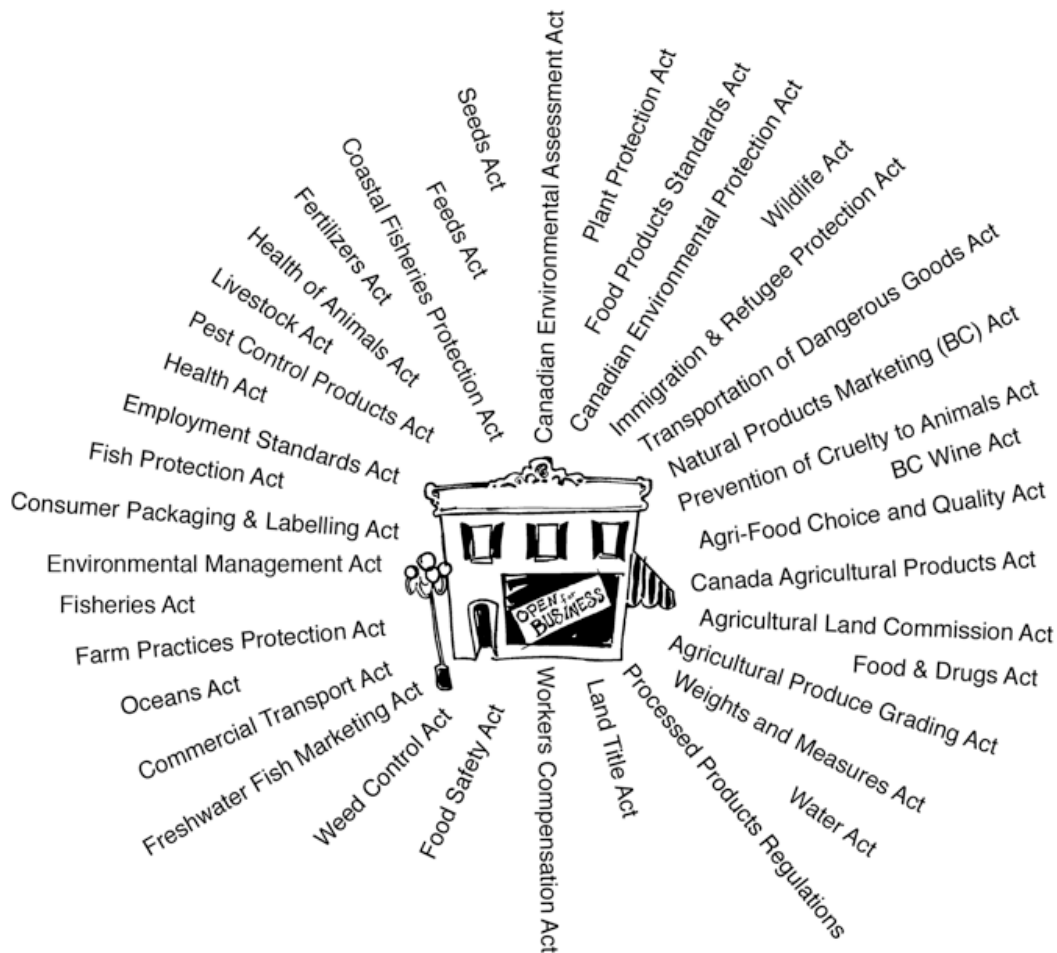 Canadian Environmental Assessment Act
Plant Protection Act
Food Products Standards Act
Canadian Environmental Protection Act
Wildlife Act
Immigration & Refugee Protection Act
Transportation of Dangerous Goods Act
Natural Products Marketing (BC) Act
Prevention of Cruelty to Animals Act
BC Wine Act
Agri-Food Choice and Quality Act
Canada Agricultural Products Act
Agricultural Land Commission Act
Food & Drugs Act
Agricultural Produce Grading Act
Weights and Measures Act
Water Act
Processed Products Regulations
Land Title Act
Workers Compensation Act
Food Safety Act
Weed Control Act
Freshwater Fish Marketing Act
Commercial Transport Act
Oceans Act
Farm Practices Protection Act
Fisheries Act
Environmental Management Act
Consumer Packaging & Labelling Act
Fish Protection Act
Employment Standards Act
Health Act
Pest Control Products Act
Livestock Act
Health of Animals Act
Fertilizers Act
Coastal Fisheries Protection Act
Feeds Act
Seeds Act
OPEN for
BUSINESS